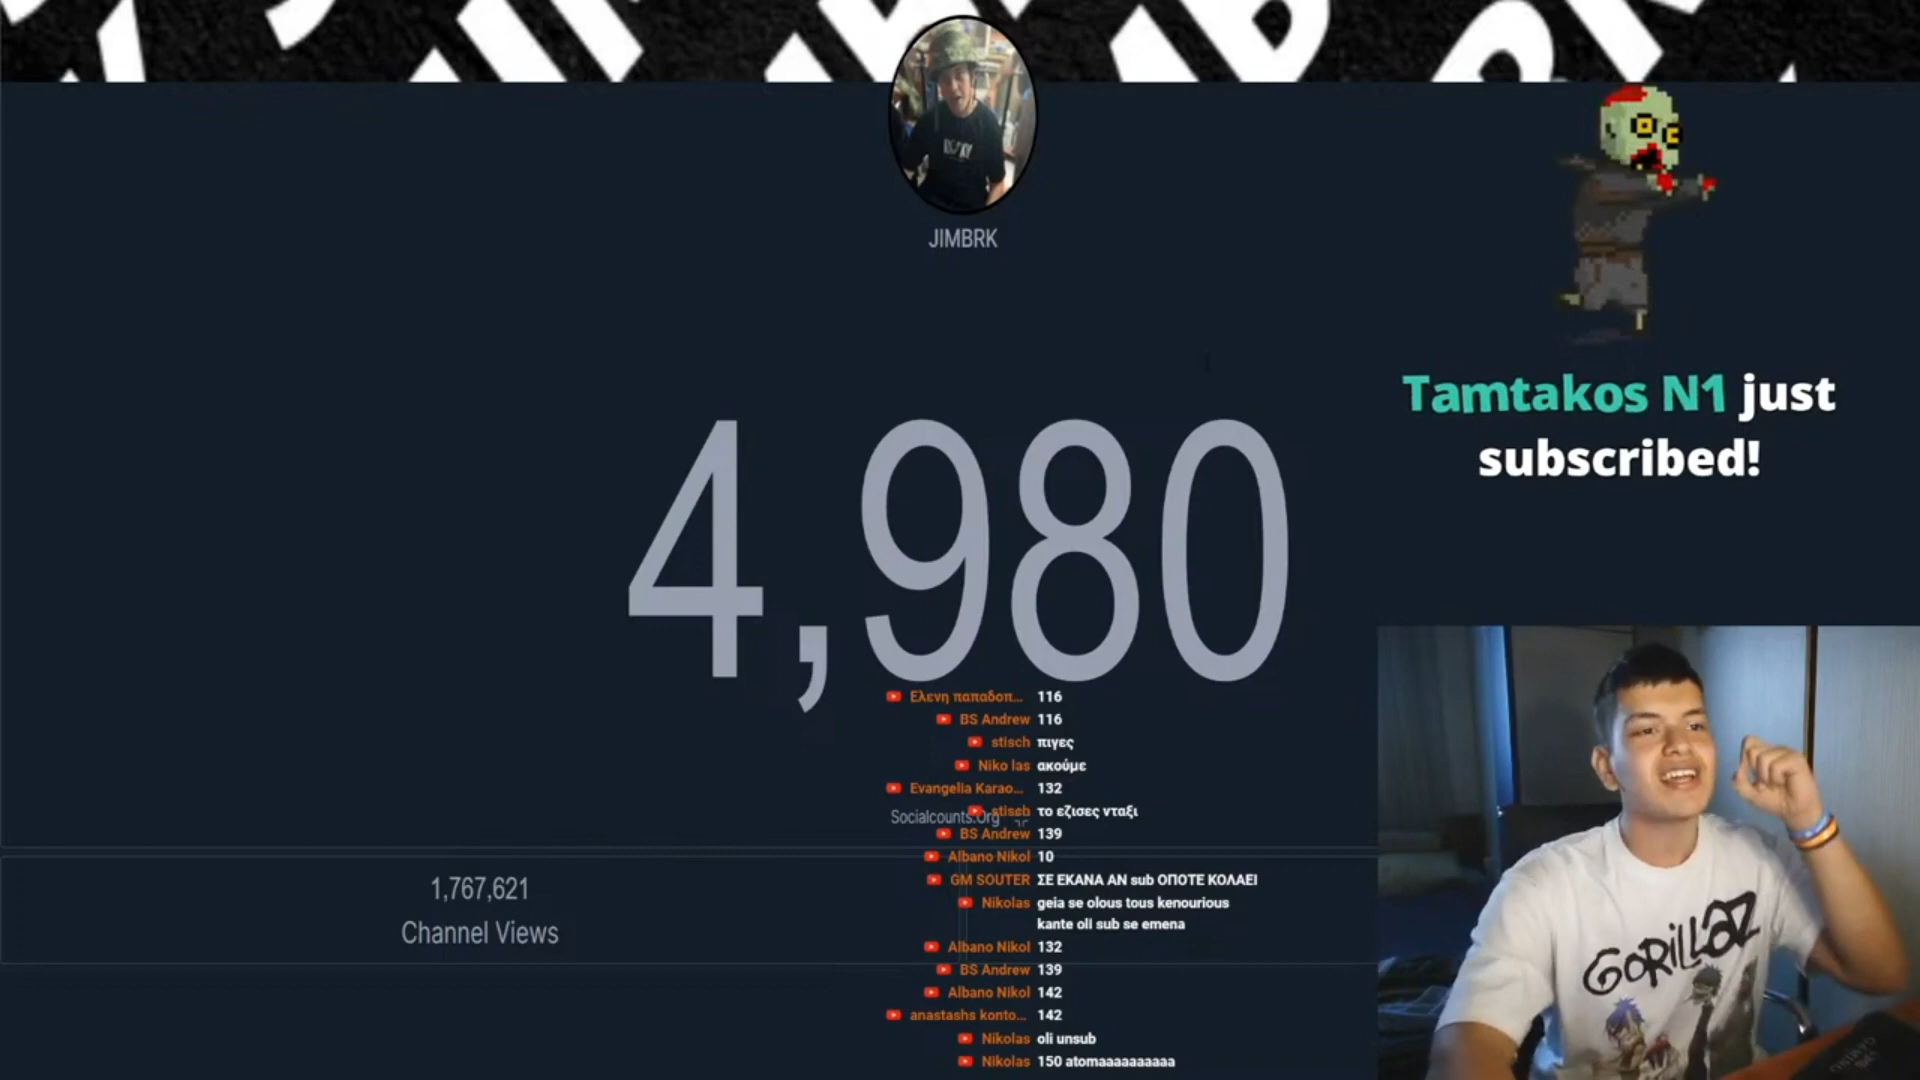 JIMBRK
4,980
Tamtakos N1 just
subscribed!
Ελενη παπαδοπ... 116
BS Andrew 116
stisch πιγες
Niko las ακούμε
Evangelia Karao... 132
Socialcounts.Org
stisch το εζισες νταξι
BS Andrew 139
Albano Nikol 10
GM SOUTER ΣΕ ΕΚΑΝΑ ΑΝ sub ΟΠΟΤΕ ΚΟΛΑΕΙ
Nikolas geia se olous tous kenourious
kante oli sub se emena
Albano Nikol 132
BS Andrew 139
Albano Nikol 142
anastashs konto... 142
Nikolas oli unsub
Nikolas 150 atomaaaaaaaaaa
1,767,621
Channel Views
GORILLAZ